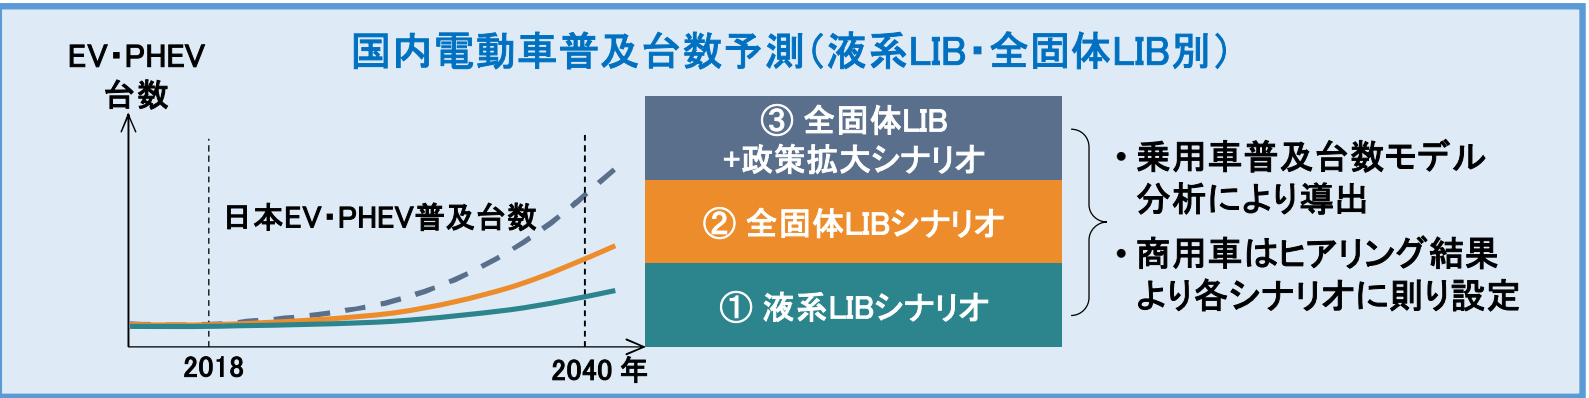 国内電動車普及台数予測（液系LIB・全固体LIB別）
EV・PHEV
台数
日本EV・PHEV普及台数
2018
2040 年
③ 全固体LIB
+政策拡大シナリオ
② 全固体LIBシナリオ
① 液系LIBシナリオ
・乗用車普及台数モデル
分析により導出
・商用車はヒアリング結果
より各シナリオに則り設定